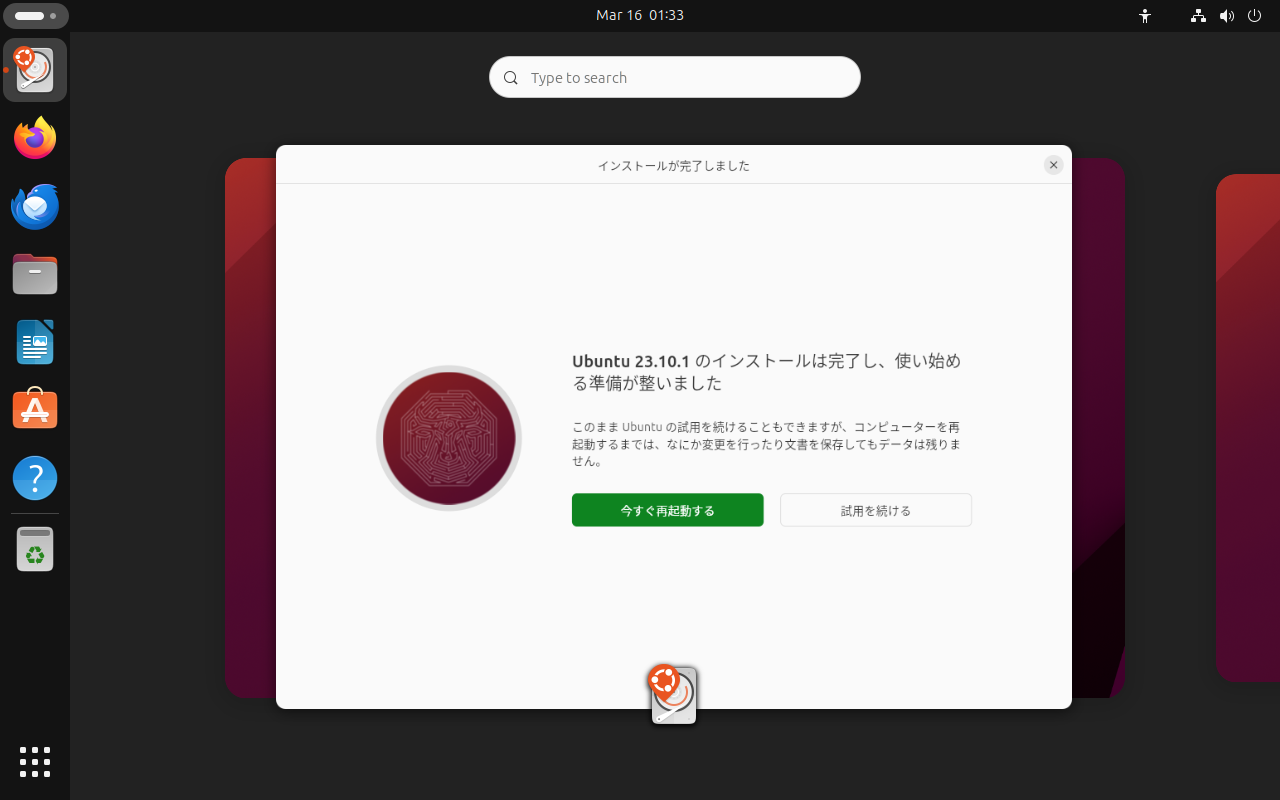 Mar 16 01:33
Type to search
インストールが完了しました
Ubuntu 23.10.1 のインストールは完了し、使い始め
る準備が整いました
このまま Ubuntu の試用を続けることもできますが、コンピューターを再
起動するまでは、なにか変更を行ったり文書を保存してもデータは残りま
せん。
今すぐ再起動する
試用を続ける